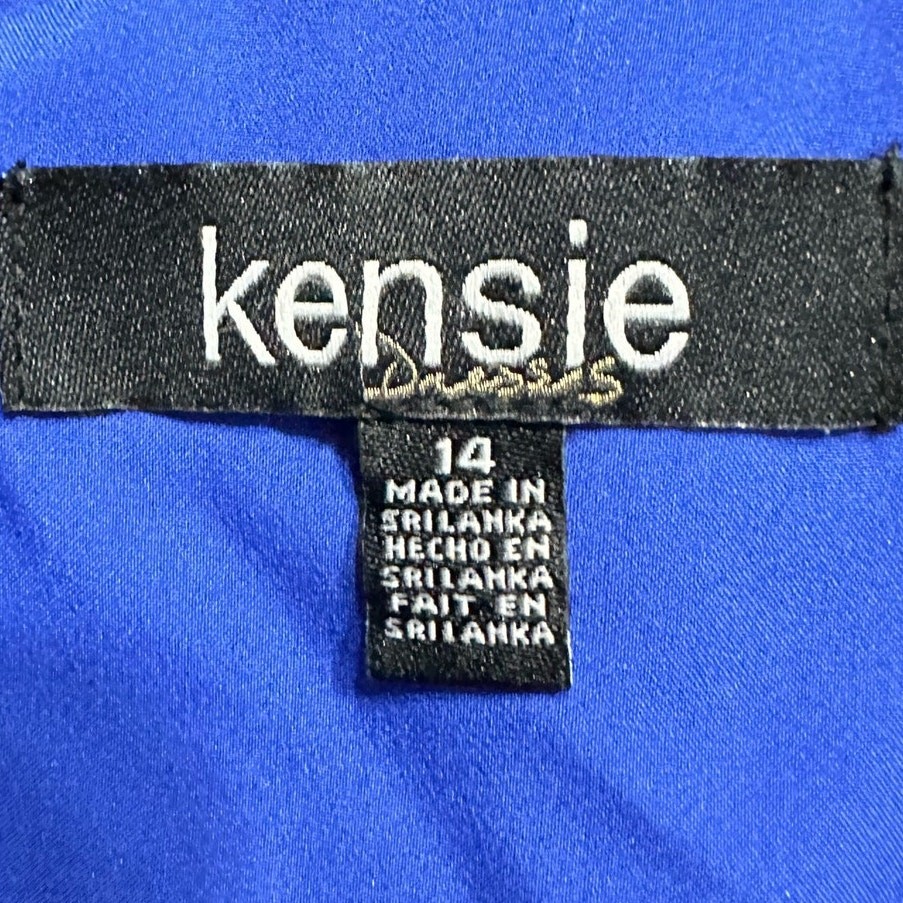 kensie
Dresses
14
MADE IN
SRI LANKA
HECHO EN
SRI LANKA
FAIT EN
SRI LANKA